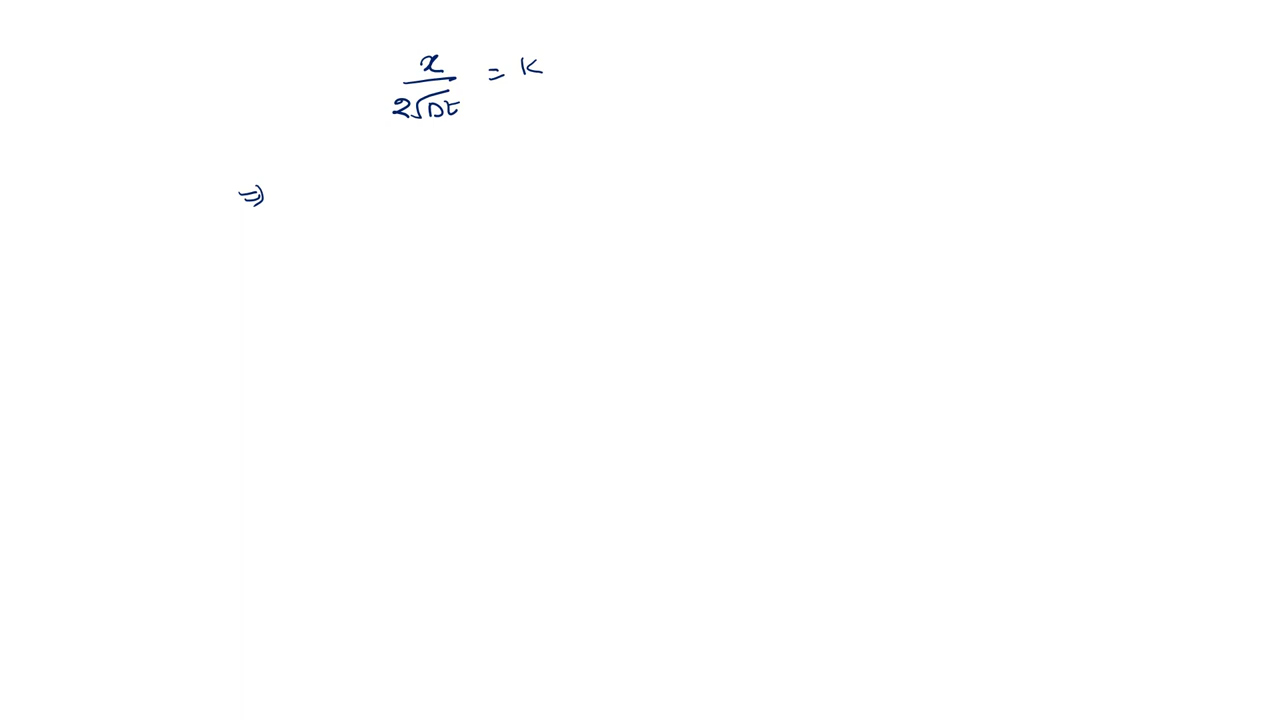 x / 2√Dt = K
⇒